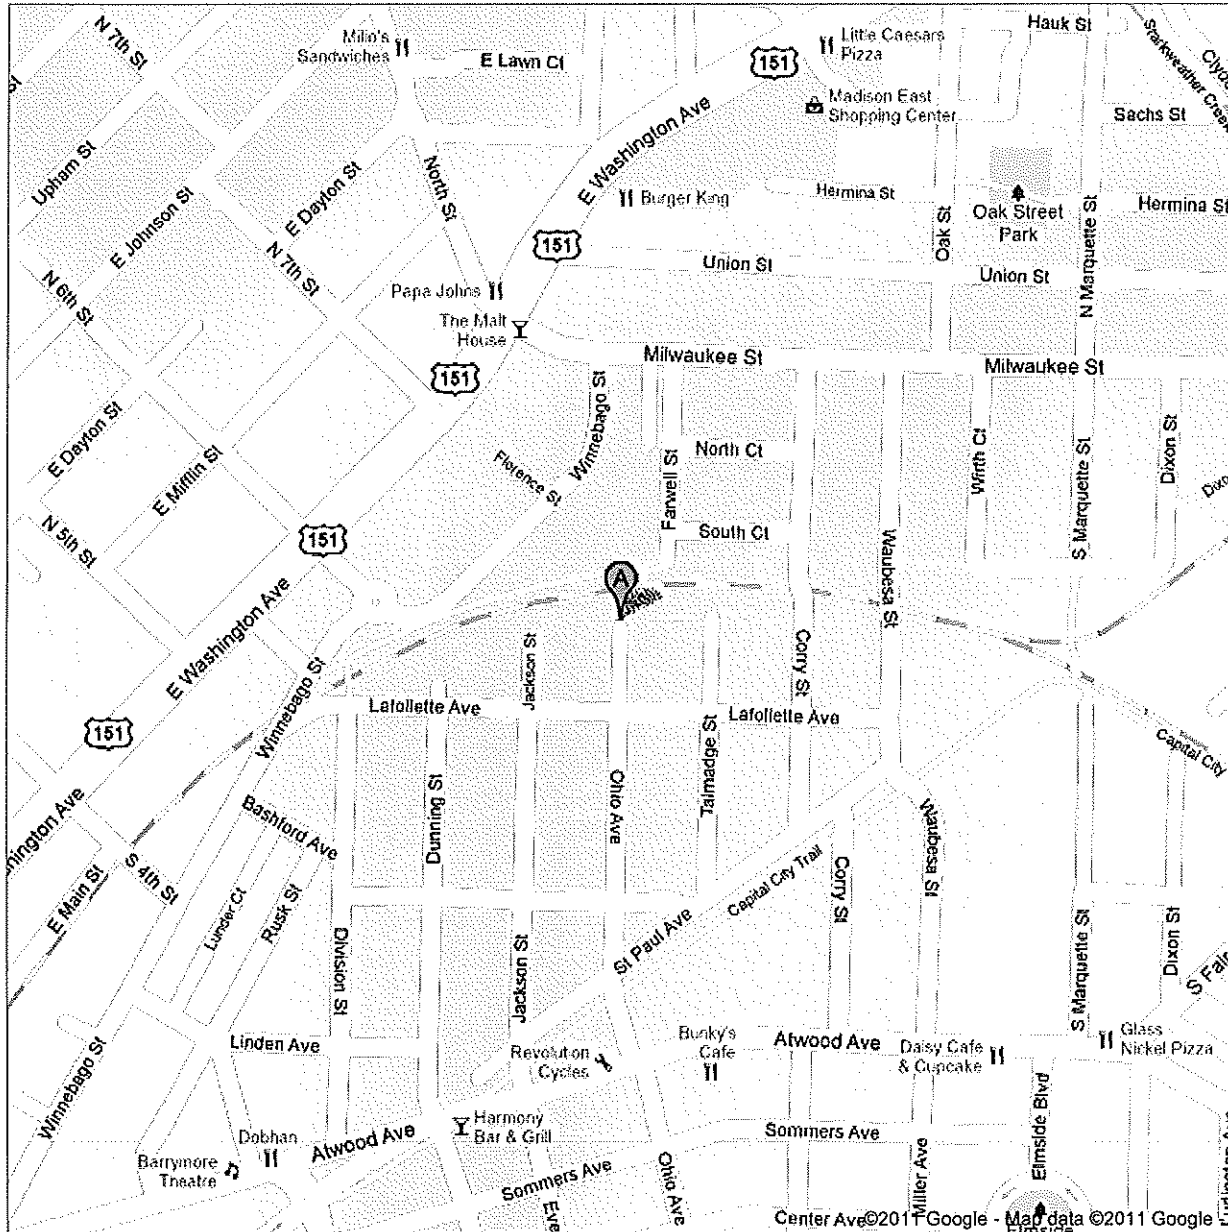 N 7th St
Milio's
Sandwiches
E Lawn Ct
151
Little Caesars
Pizza
Hauk St
Starkweather Creek
Madison East
Shopping Center
Sachs St
Upham St
E Johnson St
E Dayton St
North St
E Washington Ave
Burger King
Hermina St
Oak St
Oak Street
Park
N Marquette St
Hermina St
N 6th St
N 7th St
151
Union St
Union St
Papa Johns
The Malt
House
Milwaukee St
Milwaukee St
151
E Dayton St
E Mifflin St
Florence St
Winnebago St
Farwell St
North Ct
Wirth Ct
S Marquette St
Dixon St
N 5th St
151
South Ct
Waubesa St
A
E Washington Ave
Winnebago St
Jackson St
Corry St
Lafollette Ave
Lafollette Ave
151
Capital City
Dunning St
Ohio Ave
Talmadge St
Bashford Ave
Waubesa St
S 4th St
E Main St
Lunder Ct
Rusk St
Capital City Trail
Corry St
Division St
Jackson St
St Paul Ave
S Marquette St
Dixon St
Linden Ave
Revolution
Cycles
Bunky's
Cafe
Atwood Ave
Daisy Cafe
& Cupcake
Glass
Nickel Pizza
Winnebago St
Elmside Blvd
Dobhan
Atwood Ave
Harmony
Bar & Grill
Sommers Ave
Barrymore
Theatre
Sommers Ave
Ohio Ave
Miller Ave
Center Ave
©2011 Google - Map data ©2011 Google -